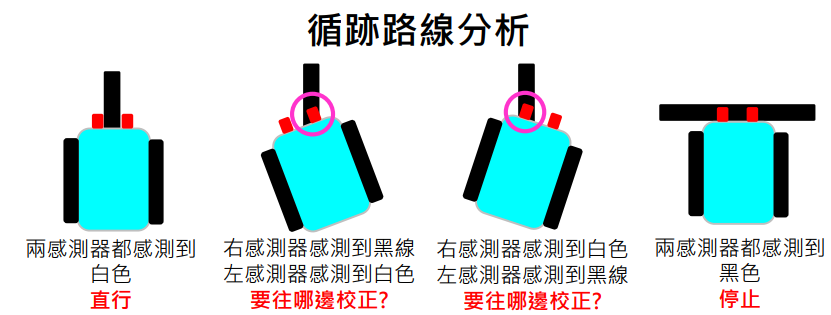 循跡路線分析
兩感測器都感測到
白色
直行
右感測器感測到黑線
左感測器感測到白色
要往哪邊校正?
右感測器感測到白色
左感測器感測到黑線
要往哪邊校正?
兩感測器都感測到
黑色
停止